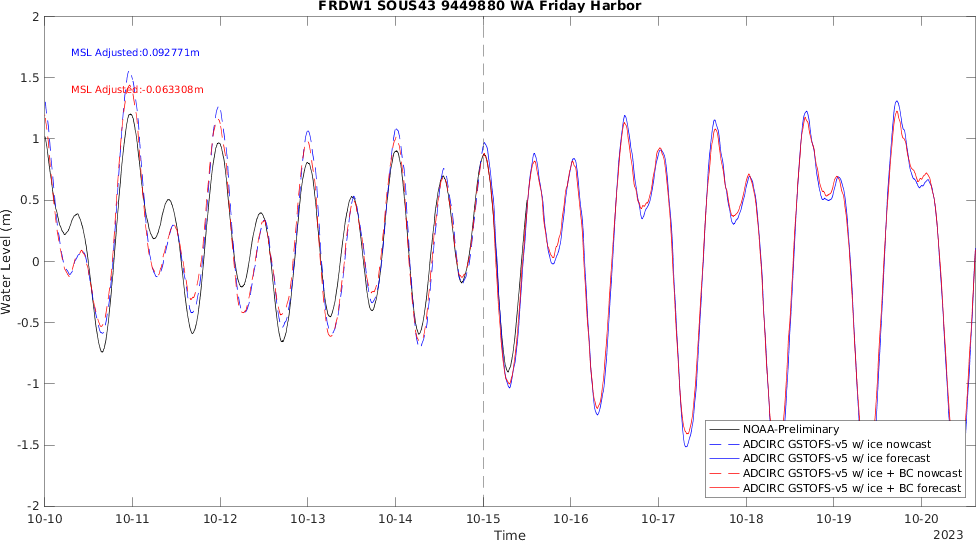 FRDW1 SOUS43 9449880 WA Friday Harbor
2
1.5
1
0.5
0
-0.5
-1
-1.5
-2
Water Level (m)
MSL Adjusted:0.092771m
MSL Adjusted:-0.063308m
NOAA-Preliminary
ADCIRC GSTOFS-v5 w/ ice nowcast
ADCIRC GSTOFS-v5 w/ ice forecast
ADCIRC GSTOFS-v5 w/ ice + BC nowcast
ADCIRC GSTOFS-v5 w/ ice + BC forecast
10-10 10-11 10-12 10-13 10-14 10-15 10-16 10-17 10-18 10-19 10-20
Time
2023